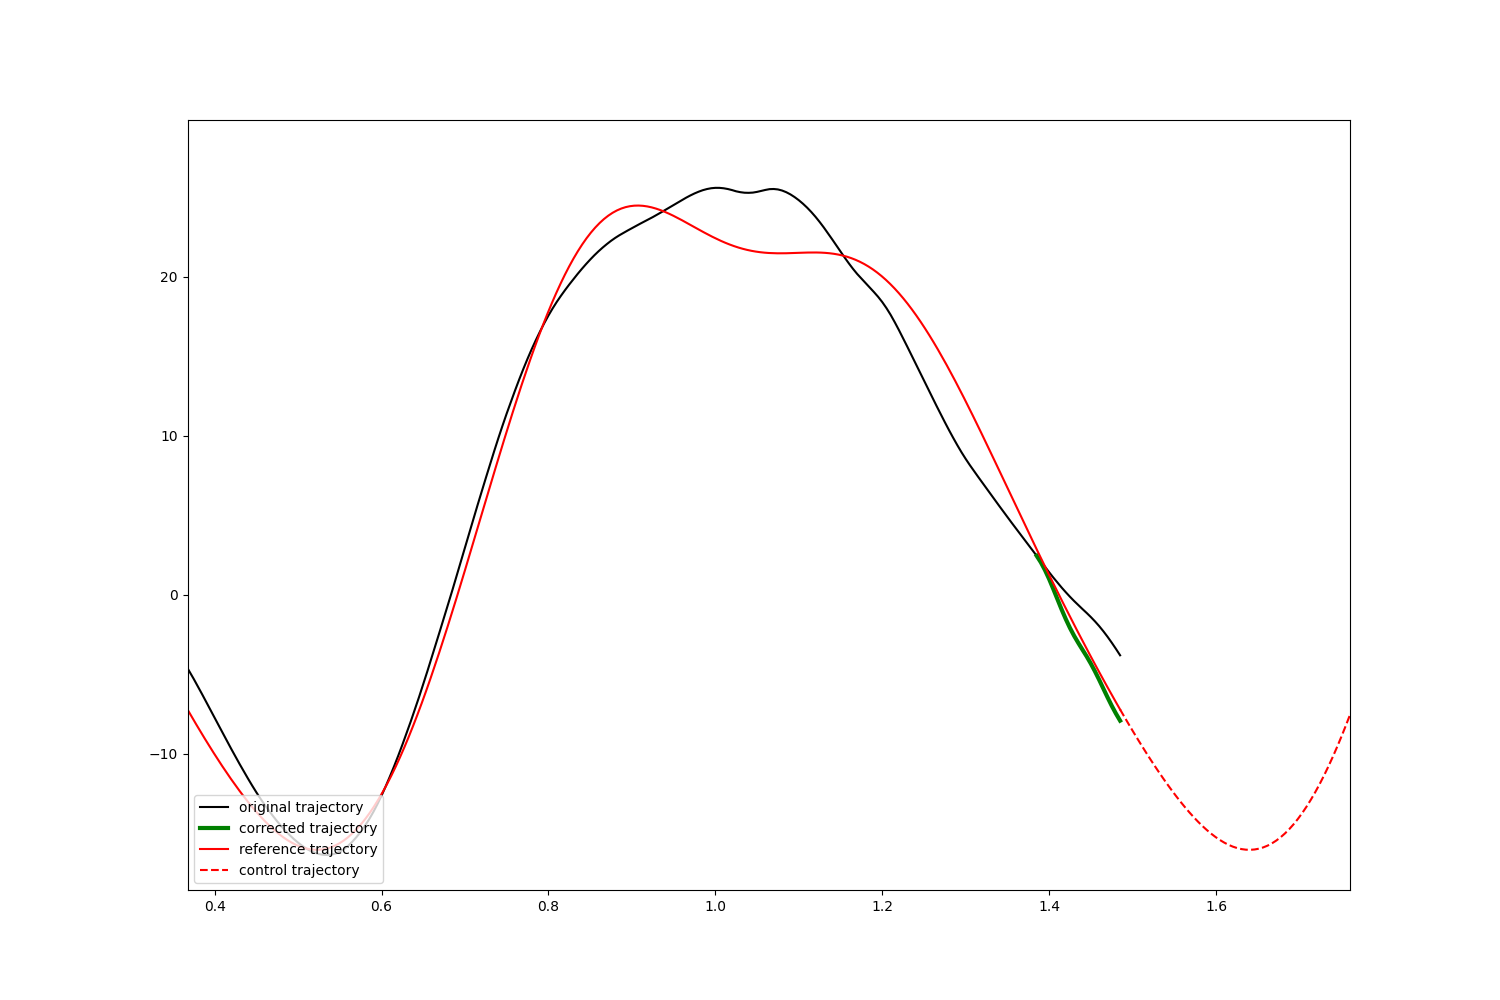 20
10
0
−10
original trajectory
corrected trajectory
reference trajectory
control trajectory
0.4 0.6 0.8 1.0 1.2 1.4 1.6